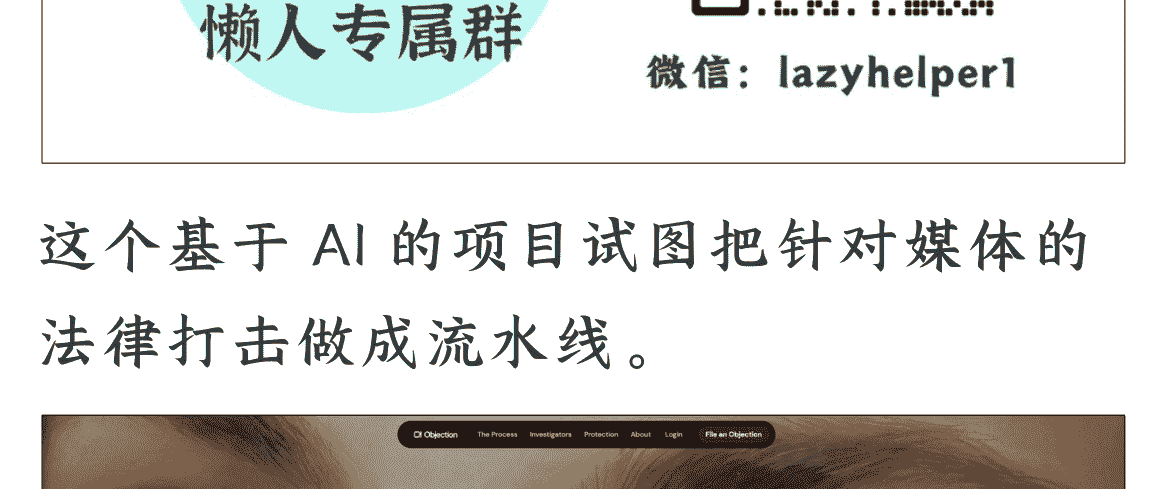 懒人专属群
微信：lazyhelper1
这个基于 AI 的项目试图把针对媒体的
法律打击做成流水线。
Objection The Process Investigators Protection About Login File an Objection